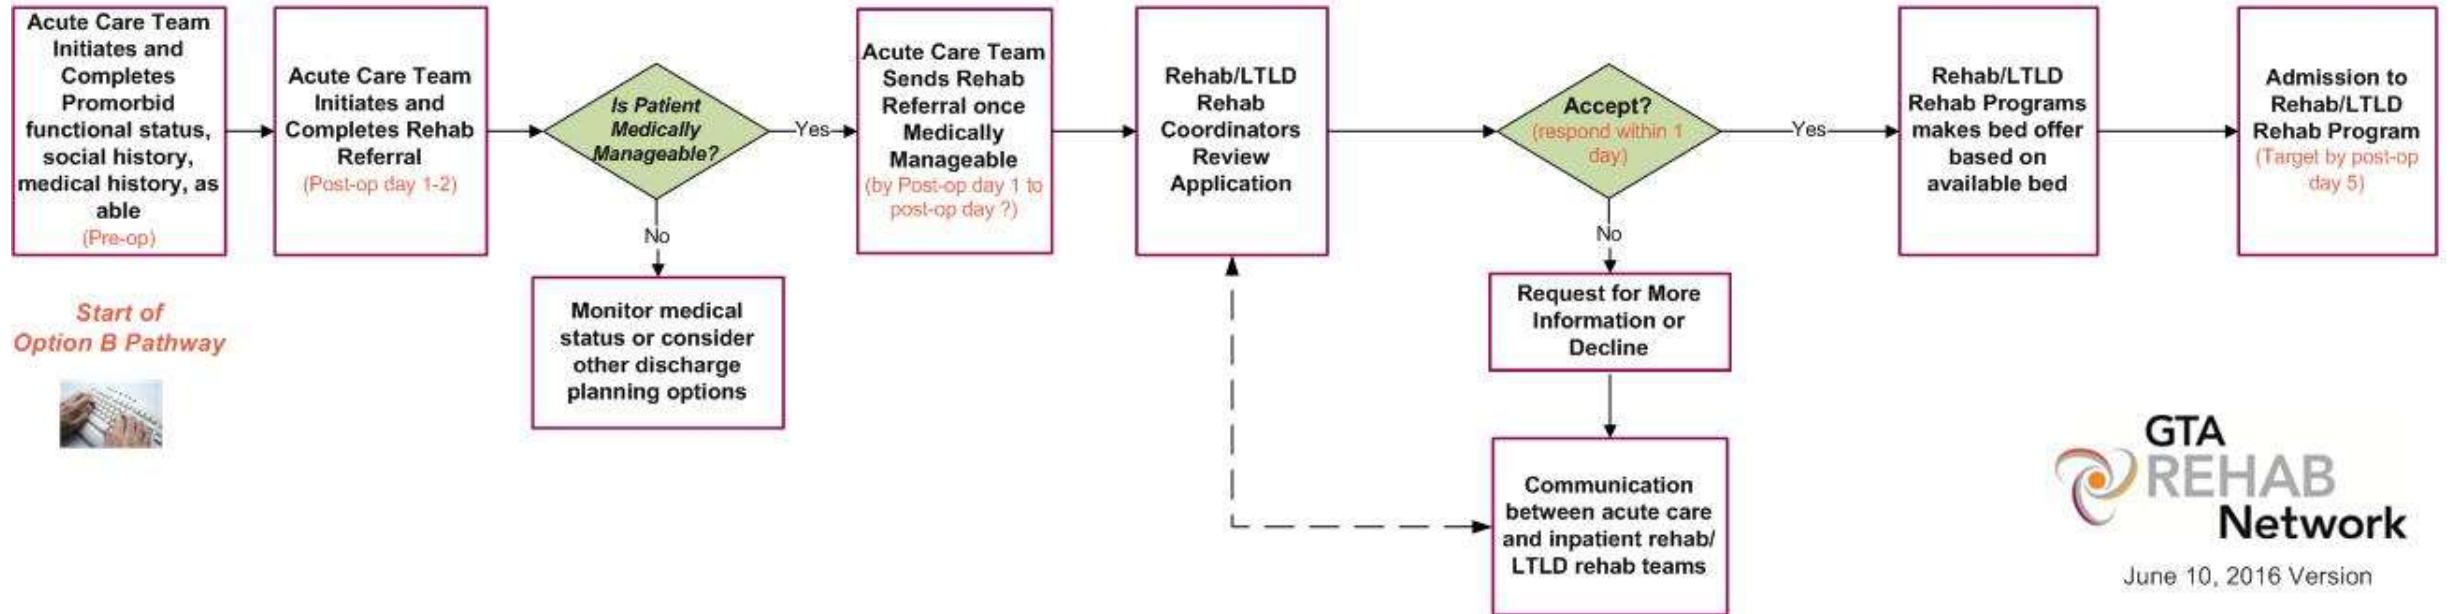 Acute Care Team
Initiates and
Completes
Promorbid
functional status,
social history,
medical history, as
able
(Pre-op)
Acute Care Team
Initiates and
Completes Rehab
Referral
(Post-op day 1-2)
Is Patient
Medically
Manageable?
Yes
No
Monitor medical
status or consider
other discharge
planning options
Acute Care Team
Sends Rehab
Referral once
Medically
Manageable
(by Post-op day 1 to
post-op day ?)
Rehab/LTLD
Rehab
Coordinators
Review
Application
Accept?
(respond within 1
day)
Yes
No
Request for More
Information or
Decline
Communication
between acute care
and inpatient rehab/
LTLD rehab teams
Rehab/LTLD
Rehab Programs
makes bed offer
based on
available bed
Admission to
Rehab/LTLD
Rehab Program
(Target by post-op
day 5)
Start of
Option B Pathway
GTA
REHAB
Network
June 10, 2016 Version